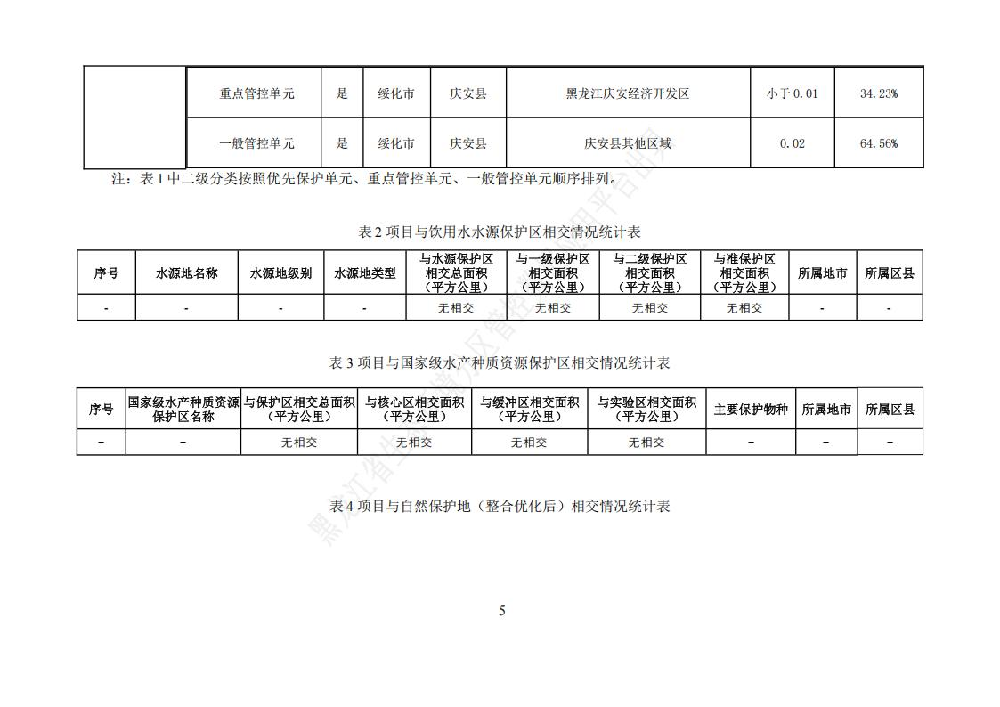 重点管控单元 是 绥化市 庆安县 黑龙江庆安经济开发区 小于 0.01 34.23%
一般管控单元 是 绥化市 庆安县 庆安县其他区域 0.02 64.56%
注：表 1 中二级分类按照优先保护单元、重点管控单元、一般管控单元顺序排列。
表 2 项目与饮用水水源保护区相交情况统计表
序号 水源地名称 水源地级别 水源地类型 与水源保护区相交总面积（平方公里） 与一级保护区相交面积（平方公里） 与二级保护区相交面积（平方公里） 与准保护区相交面积（平方公里） 所属地市 所属区县
- - - - 无相交 无相交 无相交 无相交 - -
表 3 项目与国家级水产种质资源保护区相交情况统计表
序号 国家级水产种质资源保护区名称 与保护区相交总面积（平方公里） 与核心区相交面积（平方公里） 与缓冲区相交面积（平方公里） 与实验区相交面积（平方公里） 主要保护物种 所属地市 所属区县
－ － 无相交 无相交 无相交 无相交 － － －
表 4 项目与自然保护地（整合优化后）相交情况统计表
5